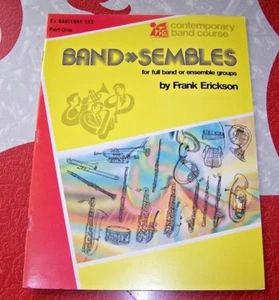 Eb BARITONE SAX
Part One
contemporary
band course
BAND»SEMBLES
for full band or ensemble groups
by Frank Erickson